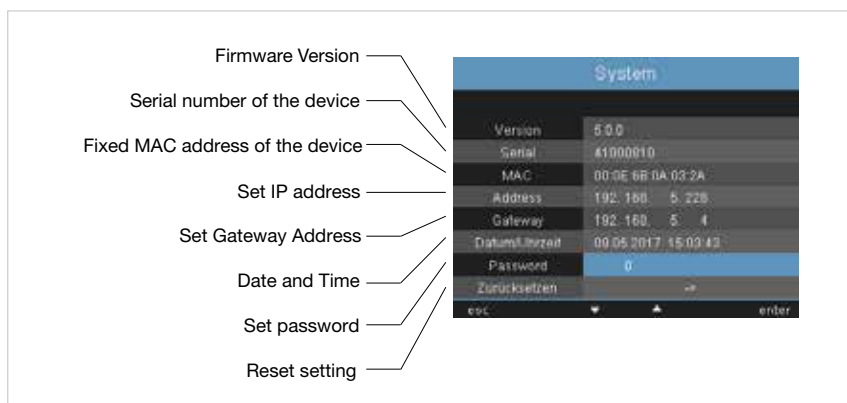 Firmware Version
Serial number of the device
Fixed MAC address of the device
Set IP address
Set Gateway Address
Date and Time
Set password
Reset setting
System
Version 5.0.0
Serial 41000010
MAC 00:0E:6B:0A:03:2A
Address 192. 168. 5. 228
Gateway 192. 168. 5. 4
Datum/Uhrzeit 09.05.2017 15:03:43
Password 0
Zurücksetzen ->
esc enter